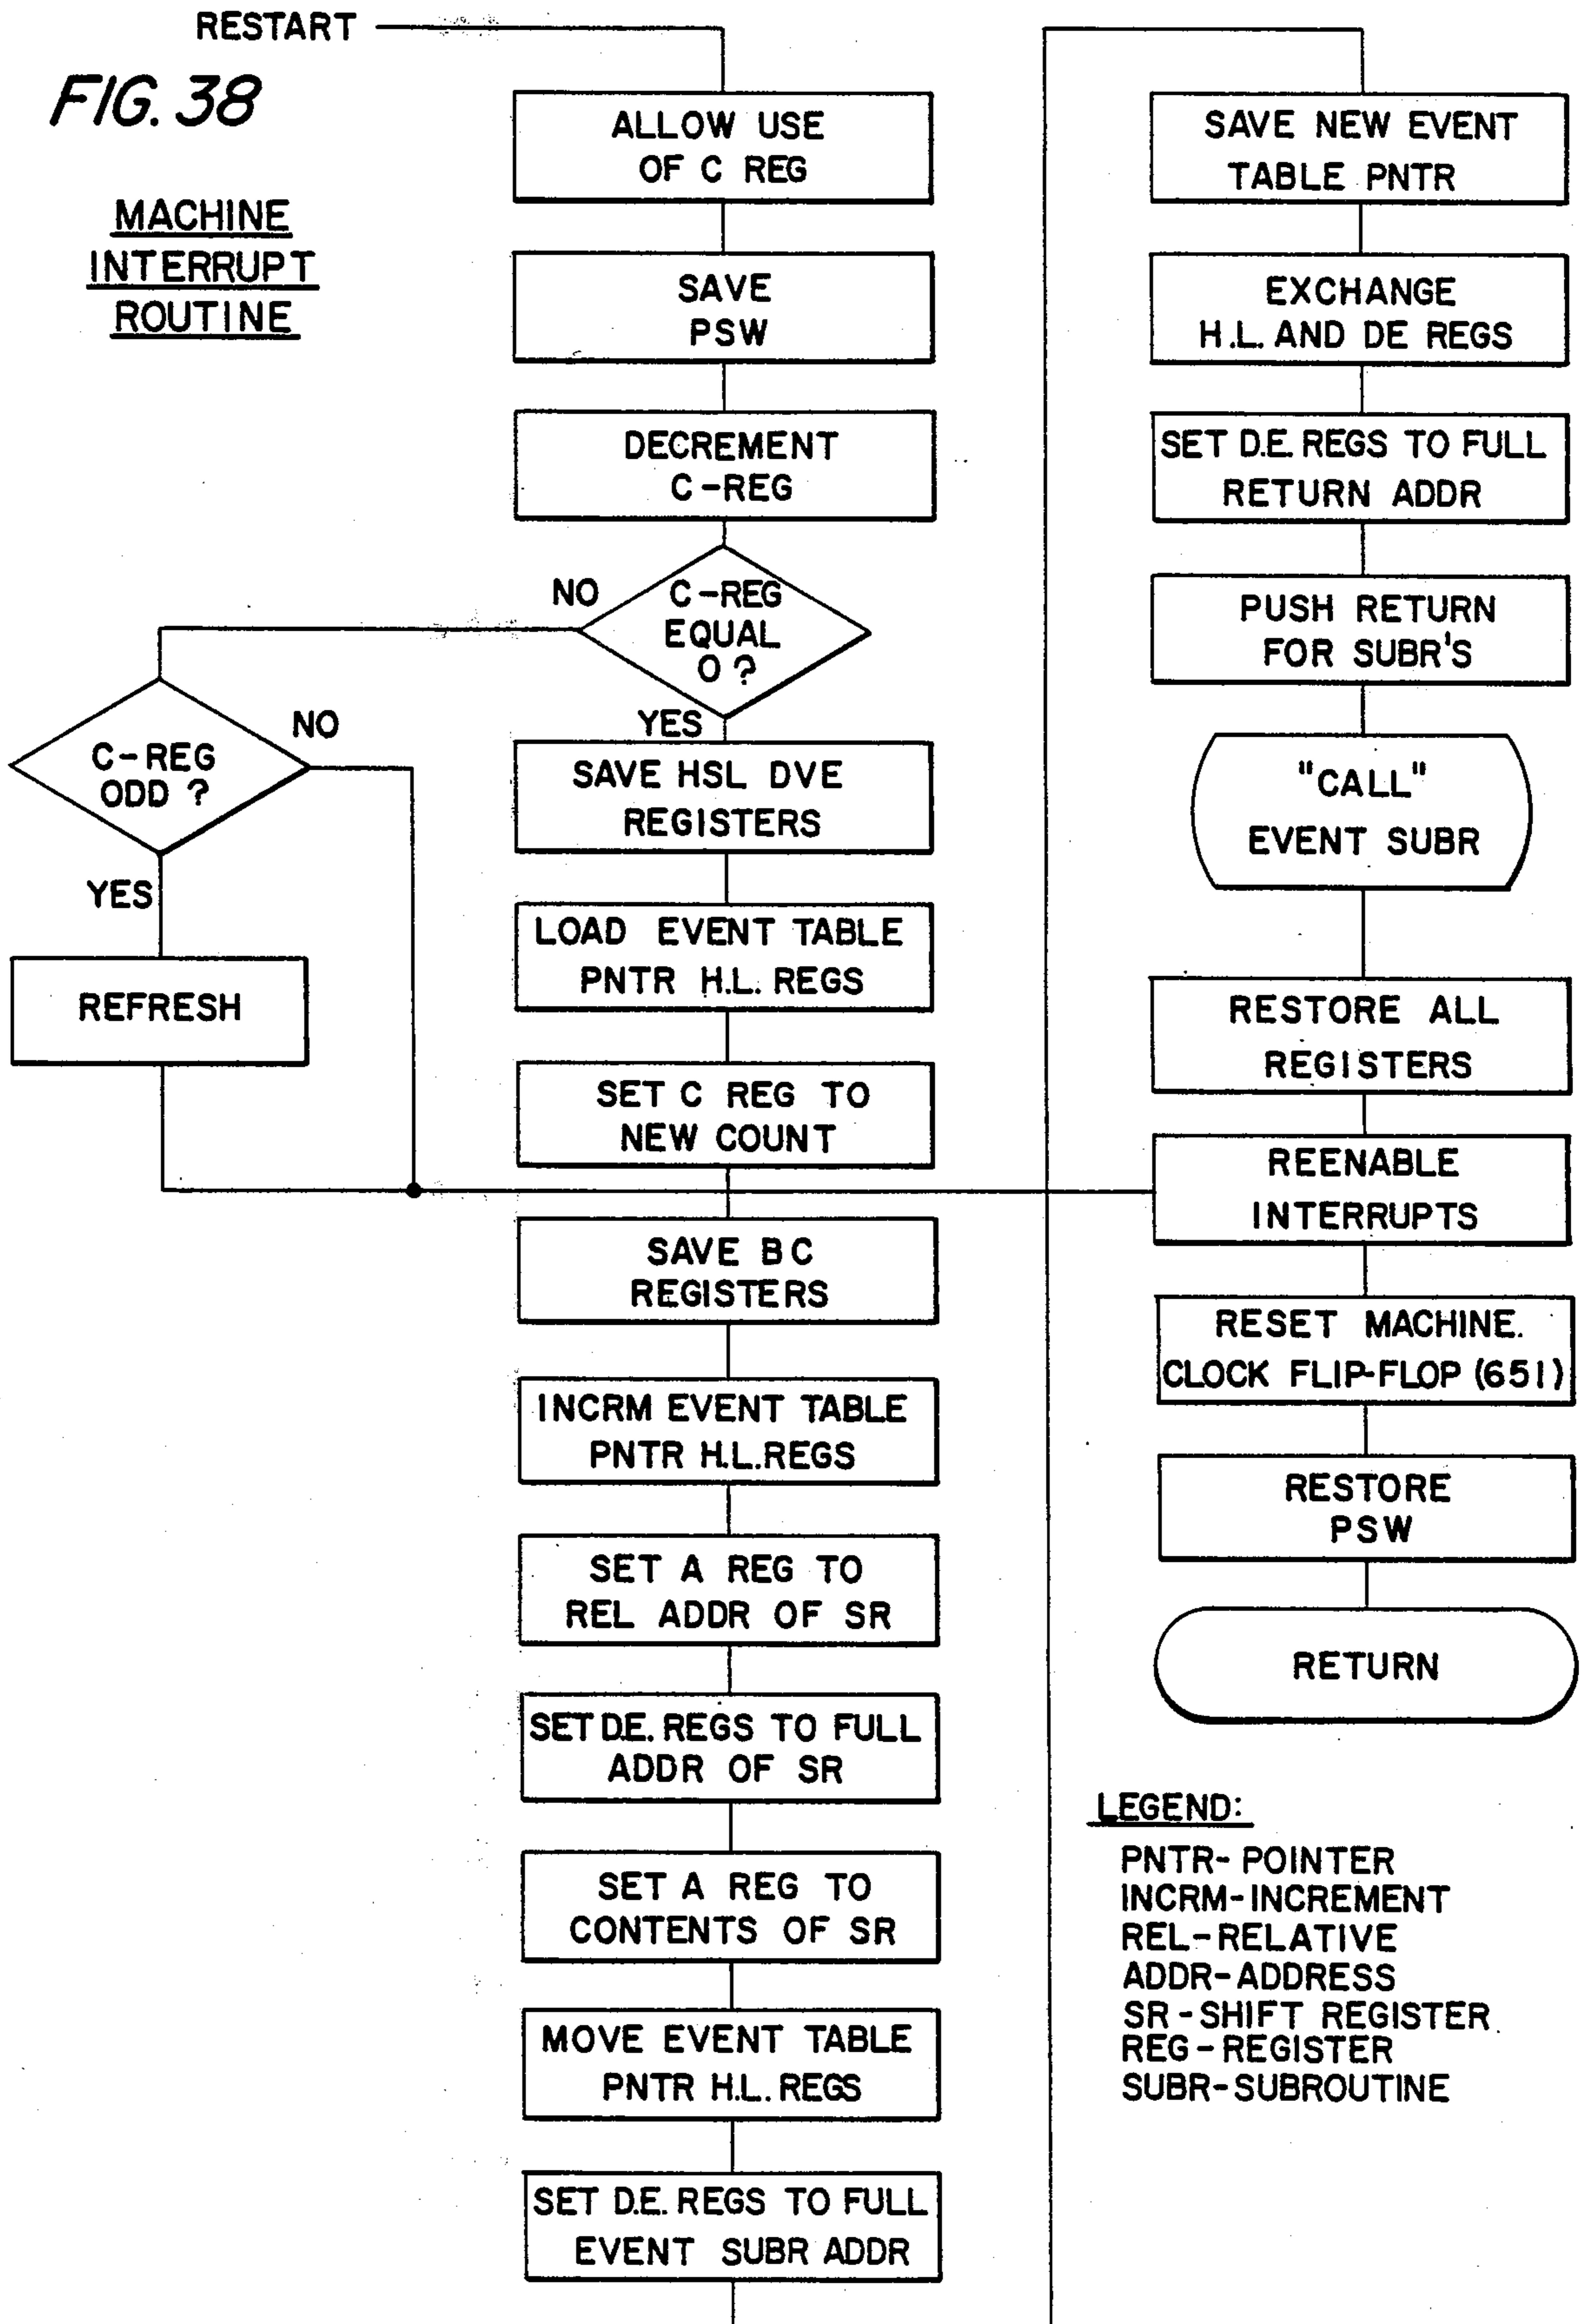 RESTART
FIG. 38
MACHINE
INTERRUPT
ROUTINE
ALLOW USE
OF C REG
SAVE
PSW
DECREMENT
C-REG
C-REG
EQUAL
0 ?
NO
YES
C-REG
ODD ?
NO
YES
REFRESH
SAVE HSL DVE
REGISTERS
LOAD EVENT TABLE
PNTR H.L. REGS
SET C REG TO
NEW COUNT
SAVE BC
REGISTERS
INCRM EVENT TABLE
PNTR H.L.REGS
SET A REG TO
REL ADDR OF SR
SET D.E. REGS TO FULL
ADDR OF SR
SET A REG TO
CONTENTS OF SR
MOVE EVENT TABLE
PNTR H.L. REGS
SET D.E. REGS TO FULL
EVENT SUBR ADDR
SAVE NEW EVENT
TABLE PNTR
EXCHANGE
H.L. AND DE REGS
SET D.E. REGS TO FULL
RETURN ADDR
PUSH RETURN
FOR SUBR'S
"CALL"
EVENT SUBR
RESTORE ALL
REGISTERS
REENABLE
INTERRUPTS
RESET MACHINE.
CLOCK FLIP-FLOP (651)
RESTORE
PSW
RETURN
LEGEND:
PNTR- POINTER
INCRM-INCREMENT
REL-RELATIVE
ADDR-ADDRESS
SR-SHIFT REGISTER
REG-REGISTER
SUBR-SUBROUTINE